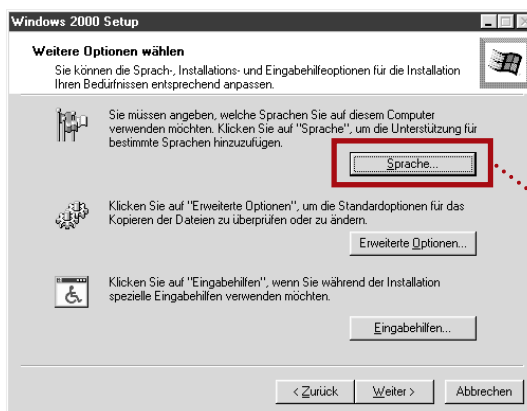 Windows 2000 Setup
Weitere Optionen wählen
Sie können die Sprach-, Installations- und Eingabehilfeoptionen für die Installation
Ihren Bedürfnissen entsprechend anpassen.
Sie müssen angeben, welche Sprachen Sie auf diesem Computer
verwenden möchten. Klicken Sie auf "Sprache", um die Unterstützung für
bestimmte Sprachen hinzuzufügen.
Sprache...
Klicken Sie auf "Erweiterte Optionen", um die Standardoptionen für das
Kopieren der Dateien zu überprüfen oder zu ändern.
Erweiterte Optionen...
Klicken Sie auf "Eingabehilfen", wenn Sie während der Installation
spezielle Eingabehilfen verwenden möchten.
Eingabehilfen...
< Zurück Weiter > Abbrechen